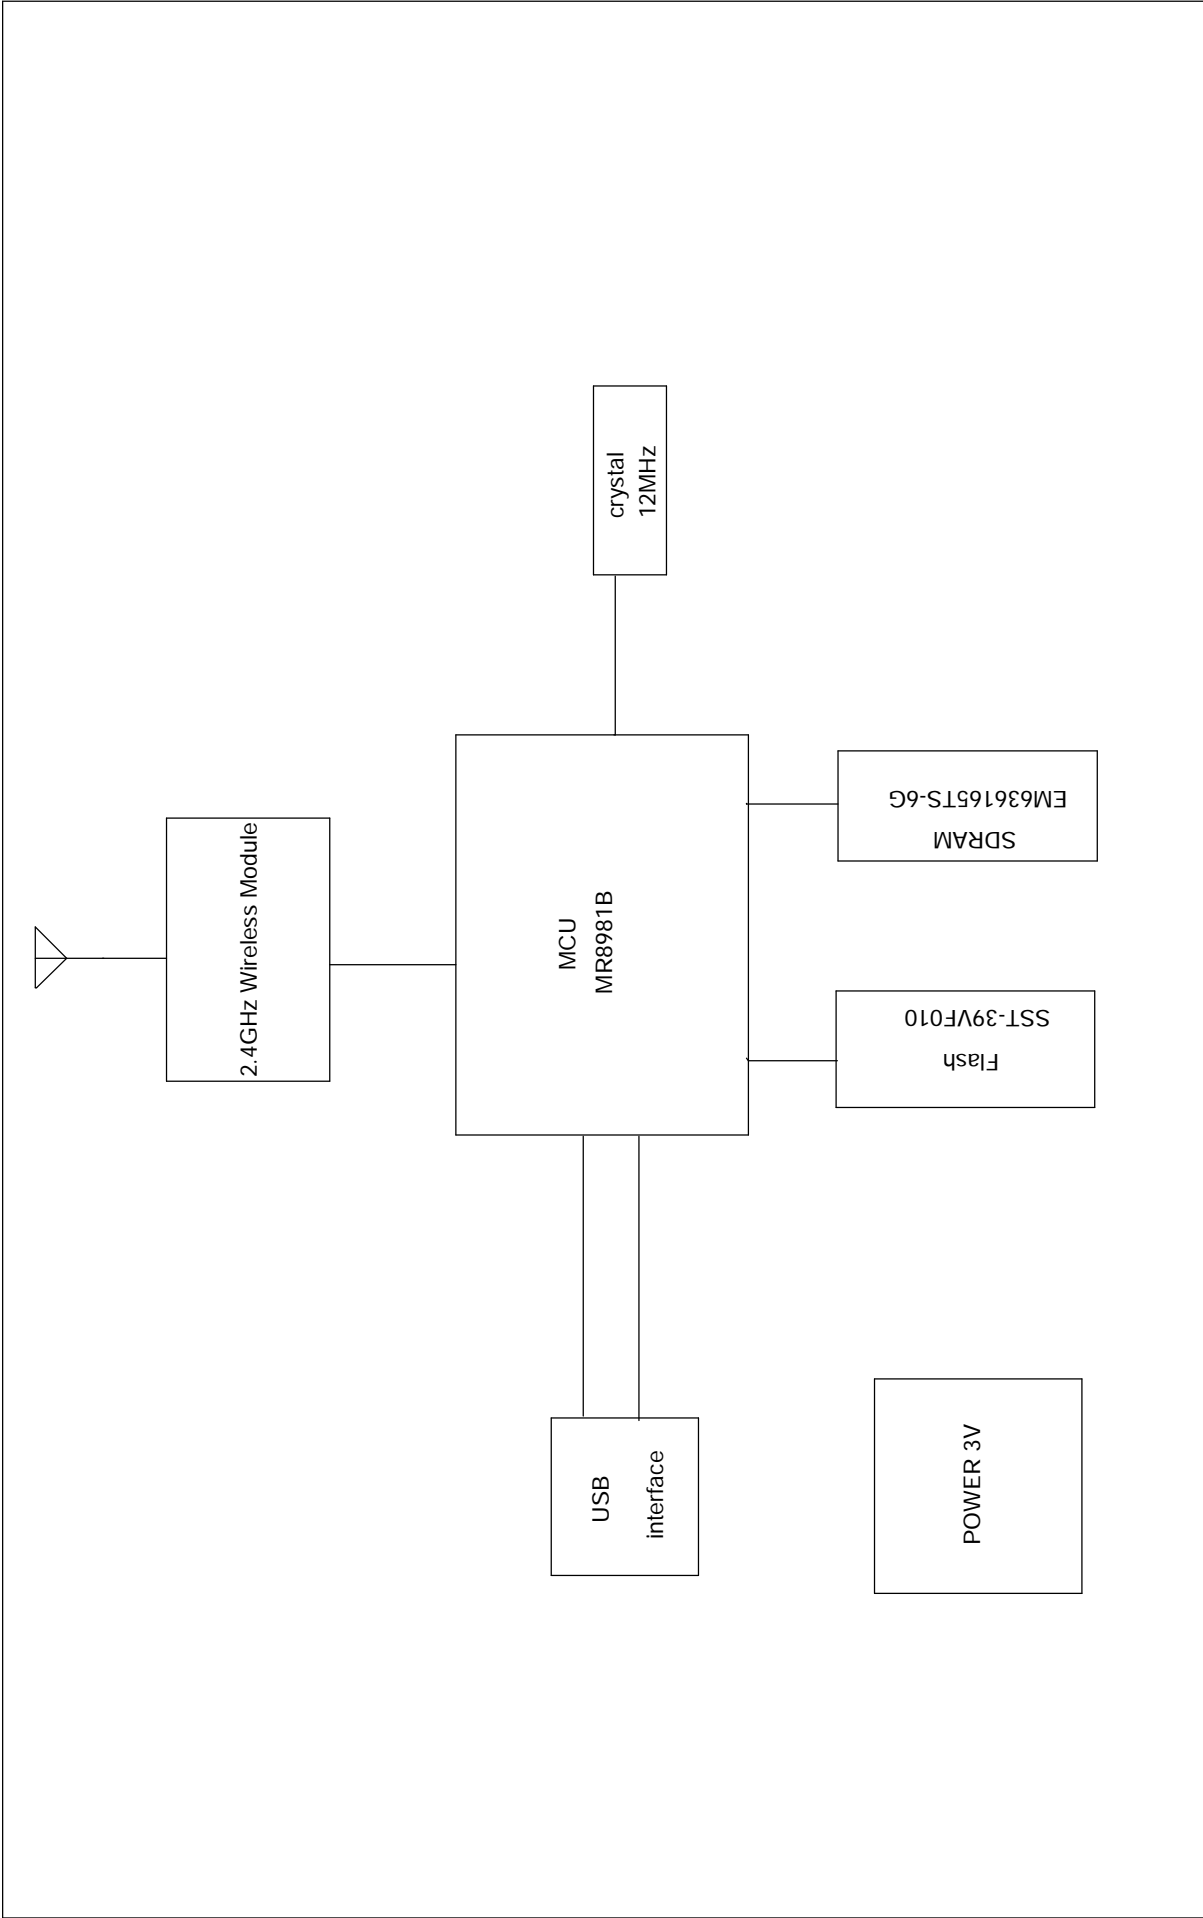 2.4GHz Wireless Module
crystal
12MHz
MCU
MR8981B
SDRAM
EM636165TS-6G
Flash
SST-39VF010
USB
interface
POWER 3V